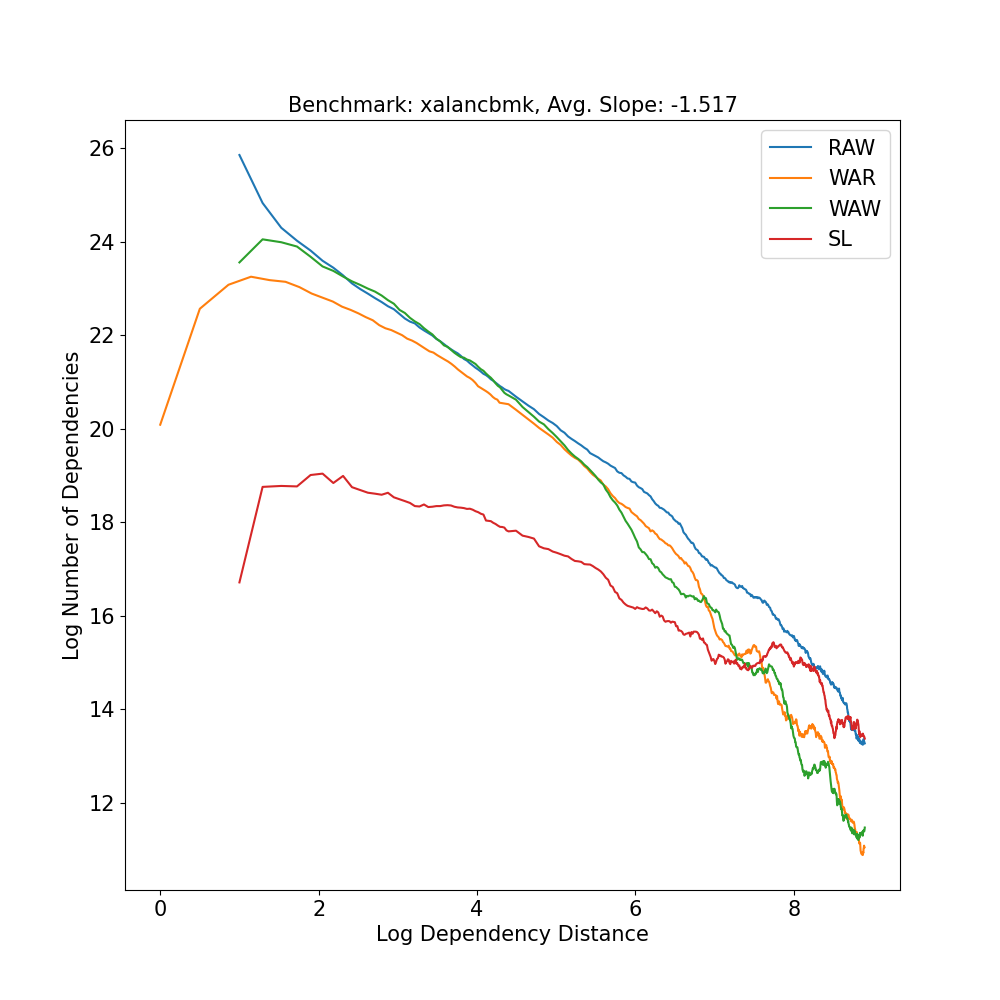 Benchmark: xalancbmk, Avg. Slope: -1.517
RAW
WAR
WAW
SL
Log Number of Dependencies
26
24
22
20
18
16
14
12
0 2 4 6 8
Log Dependency Distance